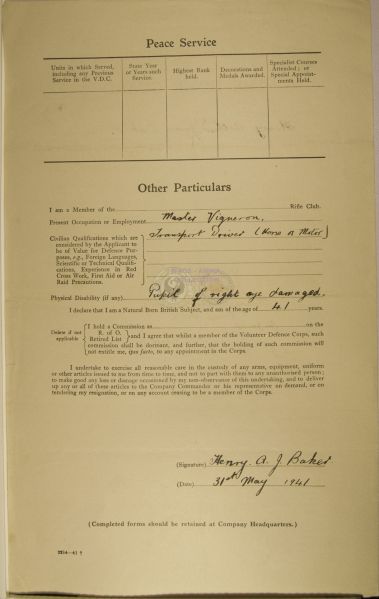 Peace Service
Units in which Served, including any Previous Service in the V.D.C.
State Year or Years such Service.
Highest Rank held.
Decorations and Medals Awarded.
Specialist Courses Attended; or Special Appointments Held.
Other Particulars
I am a Member of the Rifle Club.
Present Occupation or Employment Master Vigneron,
Civilian Qualifications which are
considered by the Applicant to
be of Value for Defence Pur-
poses, e.g., Foreign Languages,
Scientific or Technical Qualifi-
cations, Experience in Red
Cross Work, First Aid or Air
Raid Precautions.
Transport Driver (Horse or Motor)
Physical Disability (if any) Pupil of right eye damaged.
I declare that I am a Natural Born British Subject, and am of the age of 41 years.
Delete if not applicable
I hold a Commission as on the
R. of O.
Retired List
and I agree that whilst a member of the Volunteer Defence Corps, such
commission shall be dormant, and further, that the holding of such commission will
not entitle me, ipso facto, to any appointment in the Corps.
I undertake to exercise all reasonable care in the custody of any arms, equipment, uniform
or other articles issued to me from time to time, and not to part with them to any unauthorised person;
to make good any loss or damage occasioned by my non-observance of this undertaking, and to deliver
up any or all of these articles to the Company Commander or his representative on demand, or on
tendering my resignation, or on any account ceasing to be a member of the Corps.
(Signature) Henry A. J. Baker
(Date) 31st May 1941
(Completed forms should be retained at Company Headquarters.)